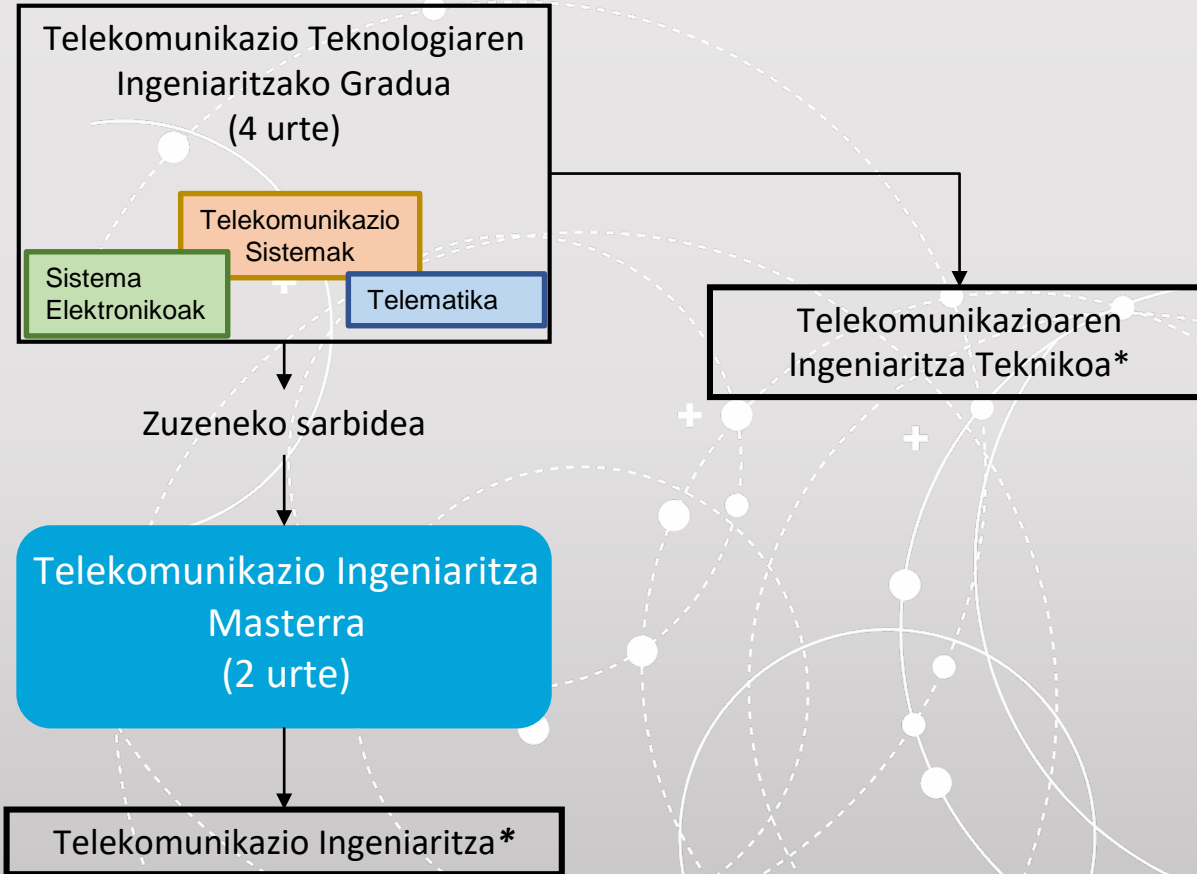 Telekomunikazio Teknologiaren
Ingeniaritzako Gradua
(4 urte)
Telekomunikazio
Sistemak
Sistema
Elektronikoak
Telematika
Zuzeneko sarbidea
Telekomunikazio Ingeniaritza
Masterra
(2 urte)
Telekomunikazio Ingeniaritza*
Telekomunikazioaren
Ingeniaritza Teknikoa*